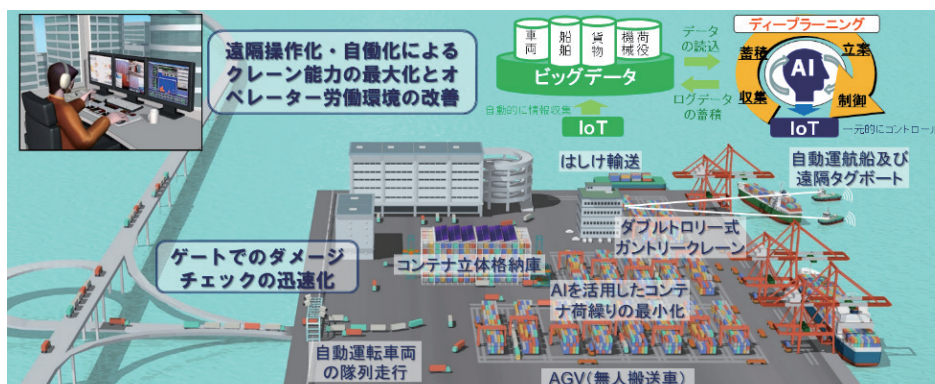 遠隔操作化・自働化による
クレーン能力の最大化とオ
ペレーター労働環境の改善
車両
船舶
貨物
荷役
機械
ビッグデータ
自動的に情報収集
IoT
データ
の読込
ログデータ
の蓄積
ディープラーニング
蓄積
立案
AI
収集
制御
IoT
一元的にコントロール
はしけ輸送
自動運航船及び
遠隔タグボート
ダブルトロリー式
ガントリークレーン
ゲートでのダメージ
チェックの迅速化
コンテナ立体格納庫
AIを活用したコンテ
ナ荷繰りの最小化
自動運転車両
の隊列走行
AGV(無人搬送車)